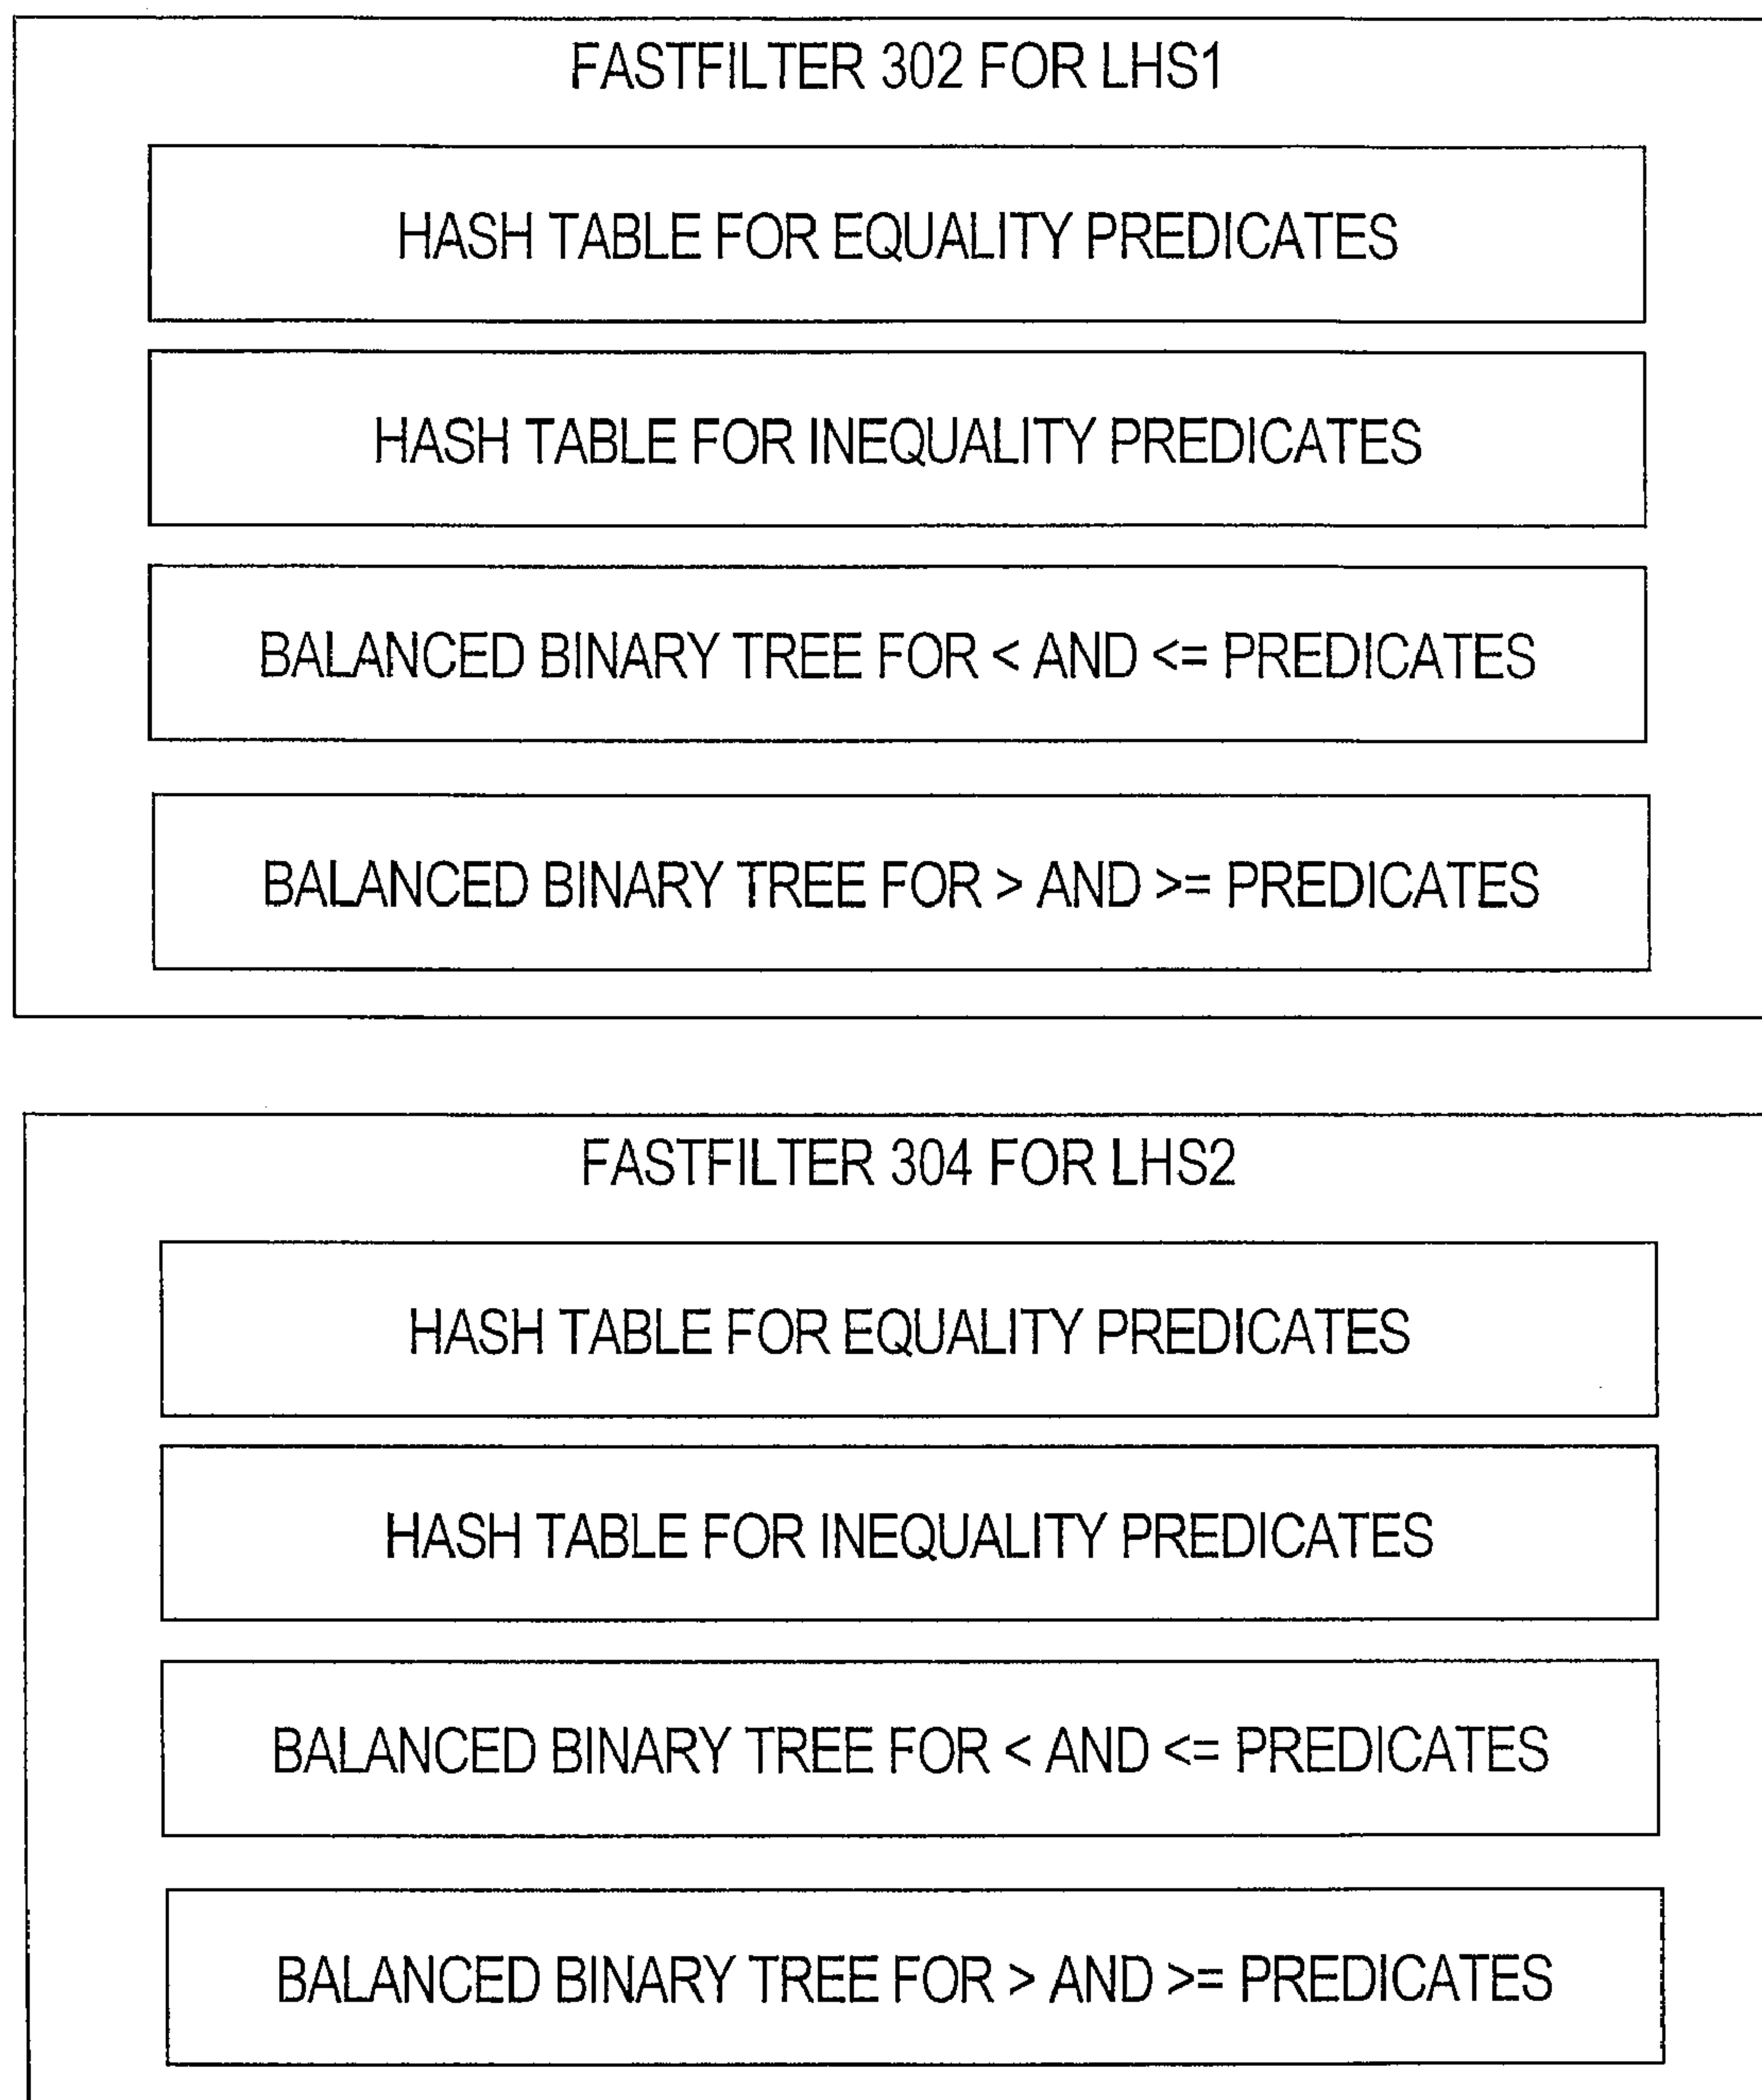 FASTFILTER 302 FOR LHS1
HASH TABLE FOR EQUALITY PREDICATES
HASH TABLE FOR INEQUALITY PREDICATES
BALANCED BINARY TREE FOR < AND <= PREDICATES
BALANCED BINARY TREE FOR > AND >= PREDICATES
FASTFILTER 304 FOR LHS2
HASH TABLE FOR EQUALITY PREDICATES
HASH TABLE FOR INEQUALITY PREDICATES
BALANCED BINARY TREE FOR < AND <= PREDICATES
BALANCED BINARY TREE FOR > AND >= PREDICATES